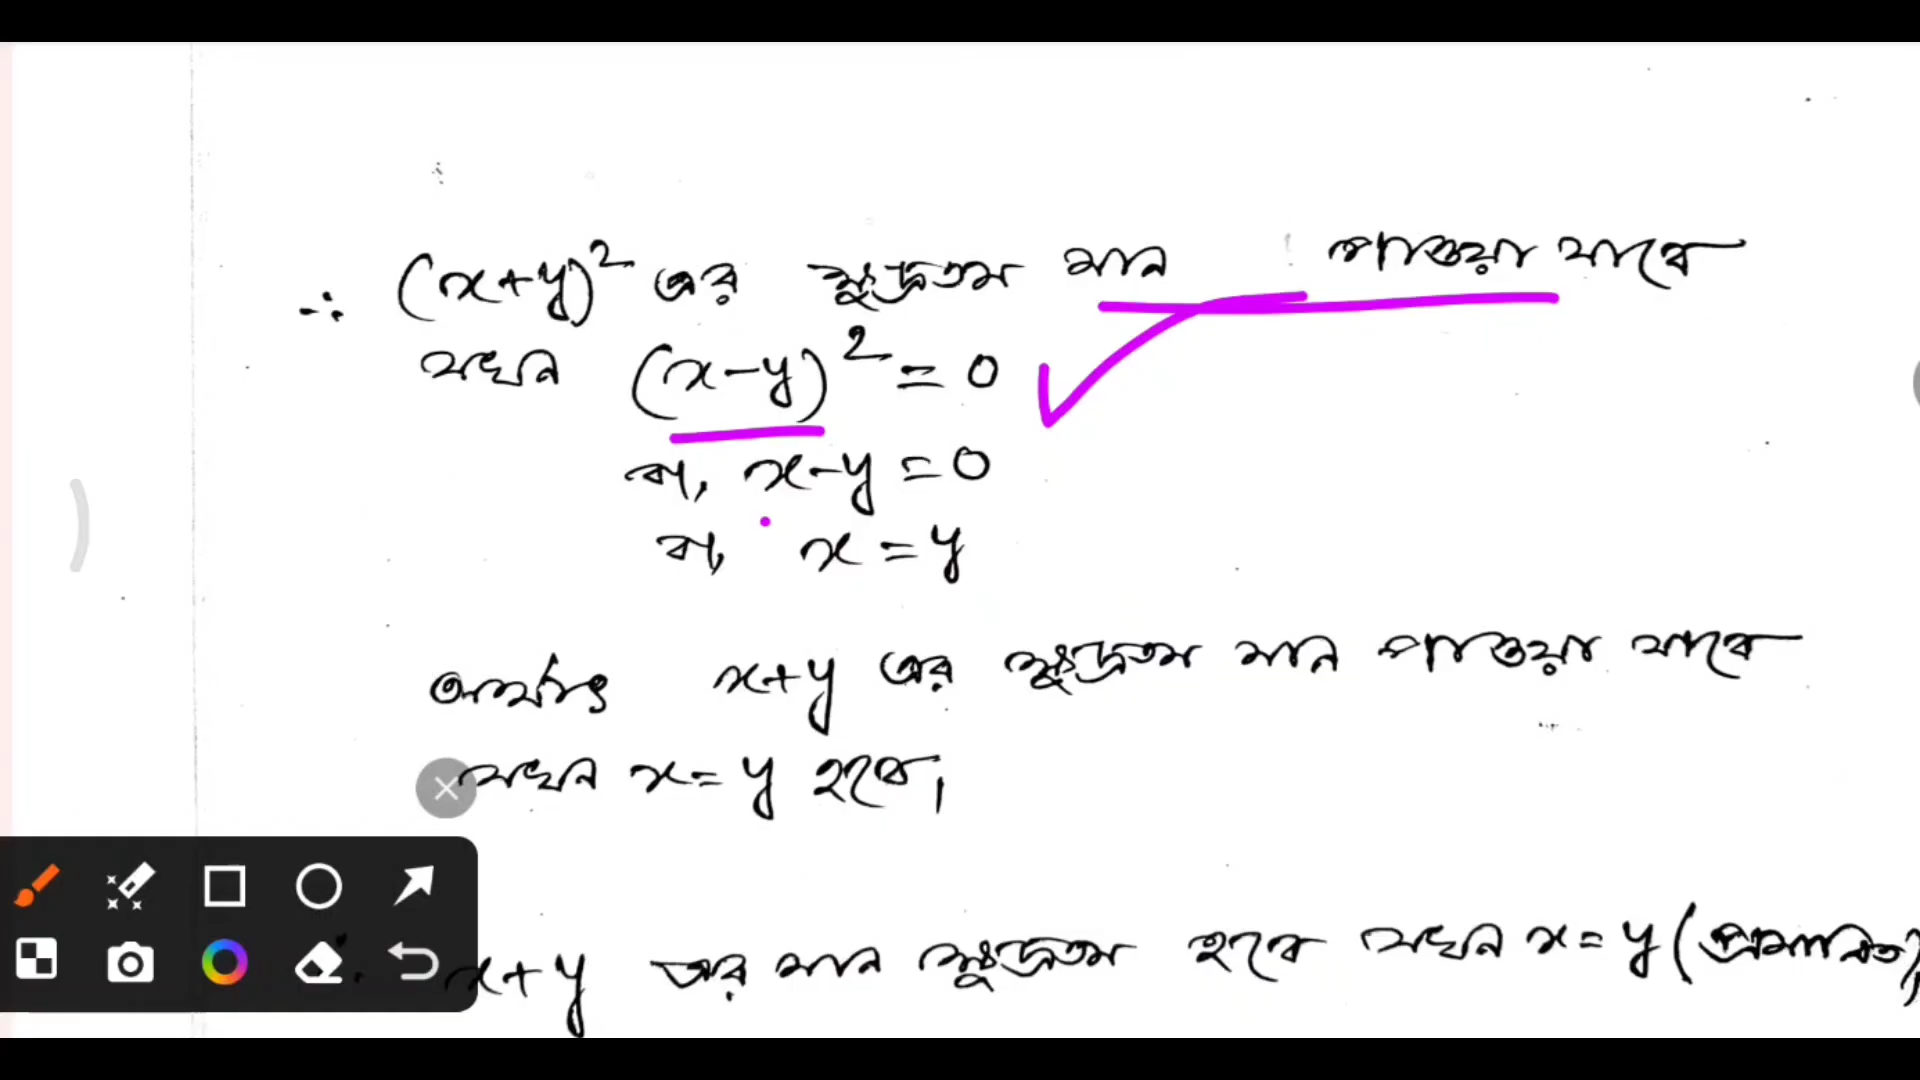 ∴ (x+y)² এর ক্ষুদ্রতম মান পাওয়া যাবে
যখন (x-y)² = 0
বা, x-y = 0
বা, x = y
অর্থাৎ x+y এর ক্ষুদ্রতম মান পাওয়া যাবে
যখন x = y হবে,
x+y এর মান ক্ষুদ্রতম হবে যখন x = y (প্রমাণিত)